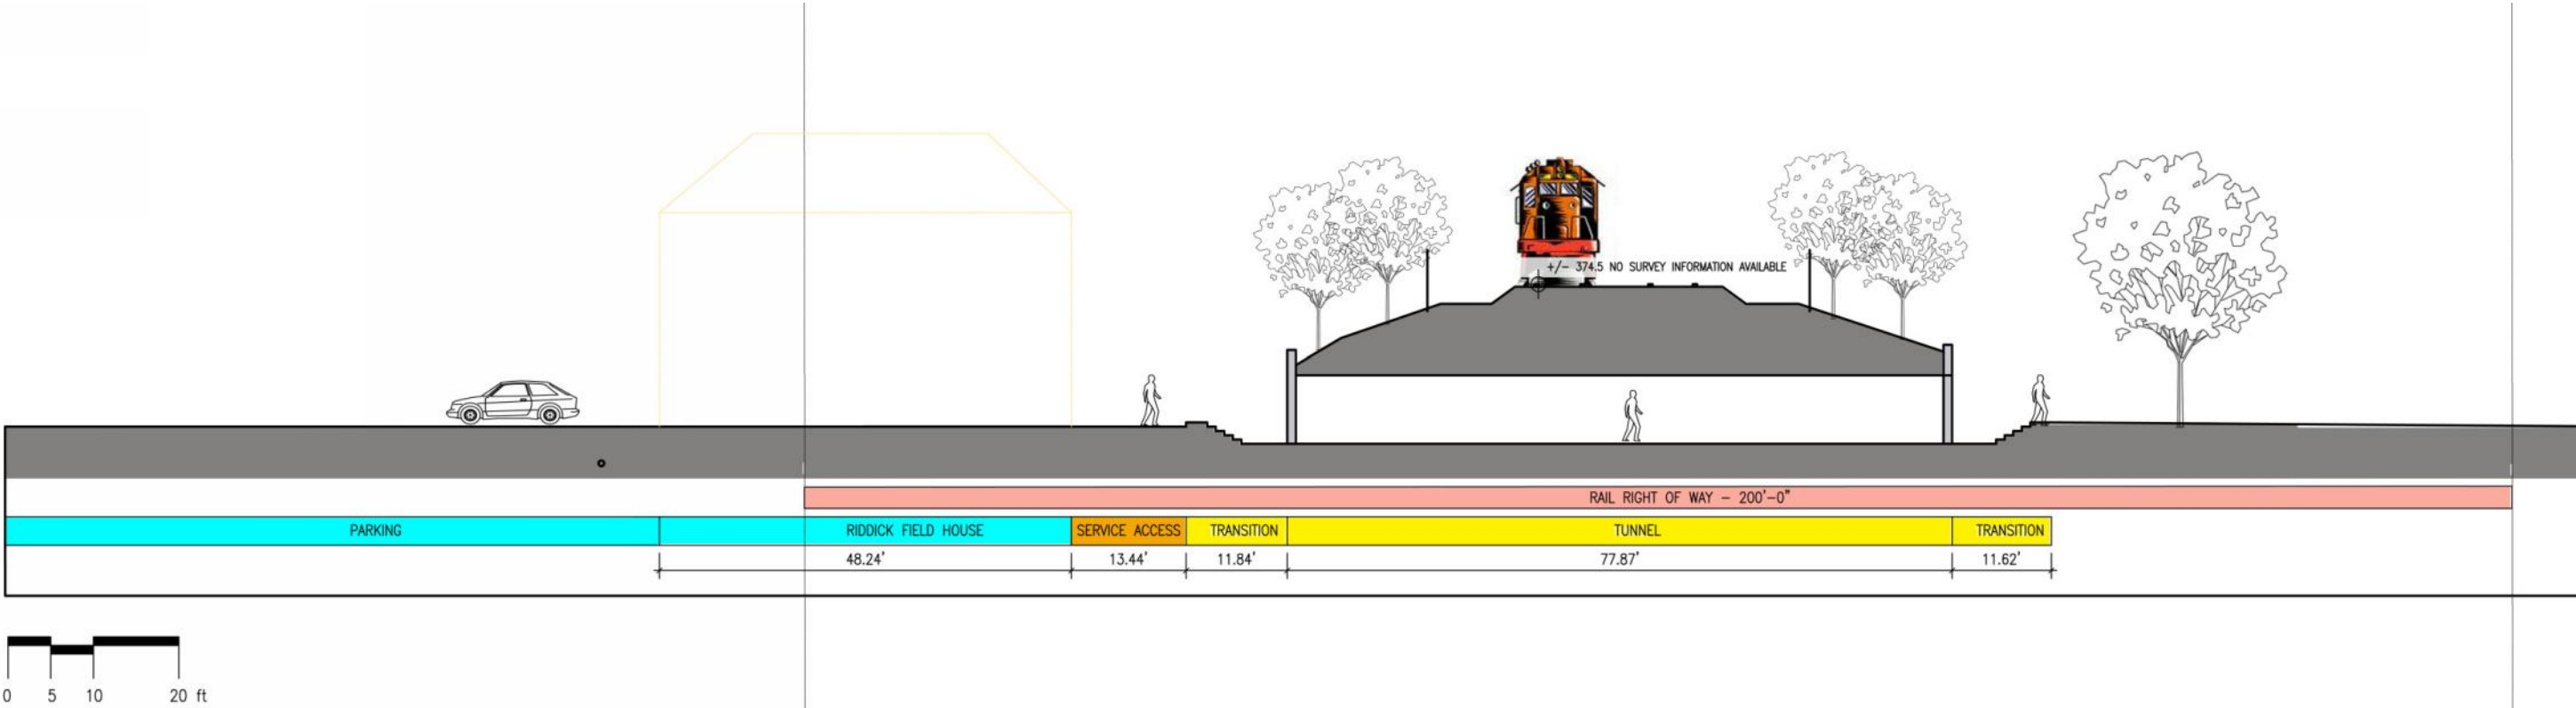 +/- 374.5 NO SURVEY INFORMATION AVAILABLE
RAIL RIGHT OF WAY - 200'-0"
PARKING
RIDDICK FIELD HOUSE
SERVICE ACCESS
TRANSITION
TUNNEL
TRANSITION
48.24'
13.44'
11.84'
77.87'
11.62'
0 5 10 20 ft